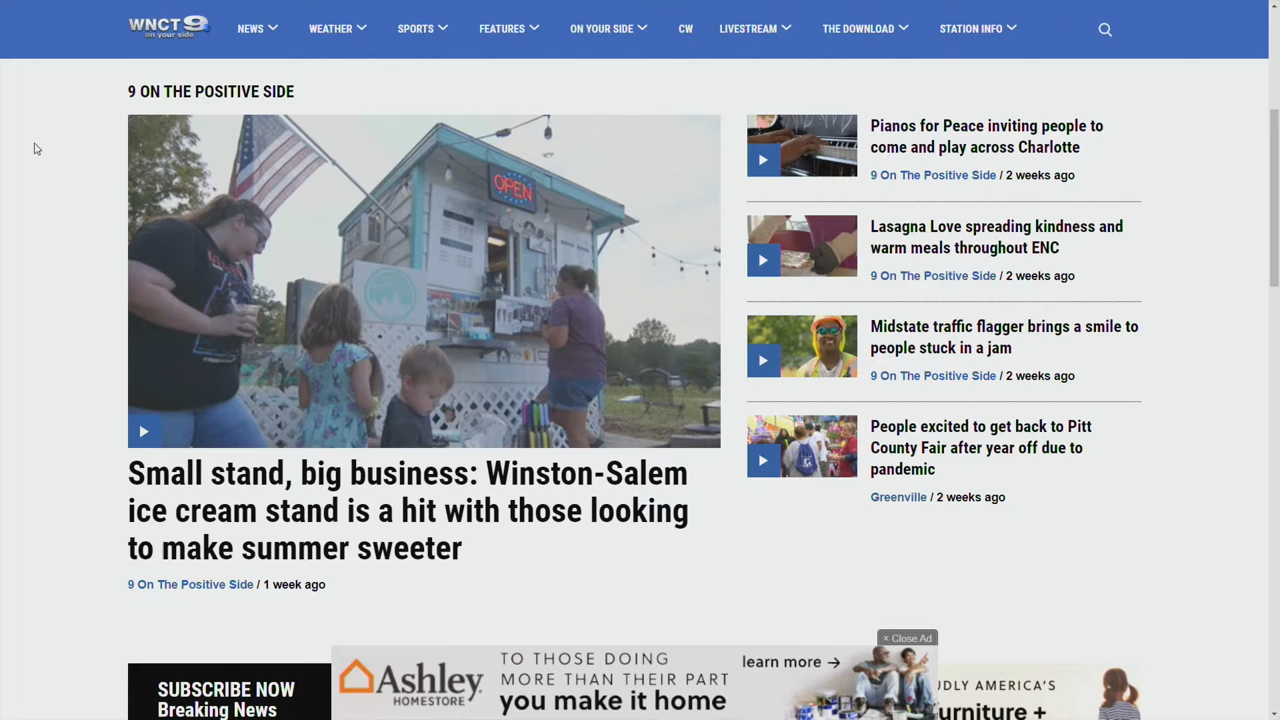 WNCT 9
on your side
NEWS
WEATHER
SPORTS
FEATURES
ON YOUR SIDE
CW
LIVESTREAM
THE DOWNLOAD
STATION INFO
9 ON THE POSITIVE SIDE
OPEN
Small stand, big business: Winston-Salem
ice cream stand is a hit with those looking
to make summer sweeter
9 On The Positive Side / 1 week ago
Pianos for Peace inviting people to
come and play across Charlotte
9 On The Positive Side / 2 weeks ago
Lasagna Love spreading kindness and
warm meals throughout ENC
9 On The Positive Side / 2 weeks ago
Midstate traffic flagger brings a smile to
people stuck in a jam
9 On The Positive Side / 2 weeks ago
People excited to get back to Pitt
County Fair after year off due to
pandemic
Greenville / 2 weeks ago
SUBSCRIBE NOW
Breaking News
× Close Ad
Ashley
HOMESTORE
TO THOSE DOING
MORE THAN THEIR PART
you make it home
learn more →
UDLY AMERICA'S
urniture +